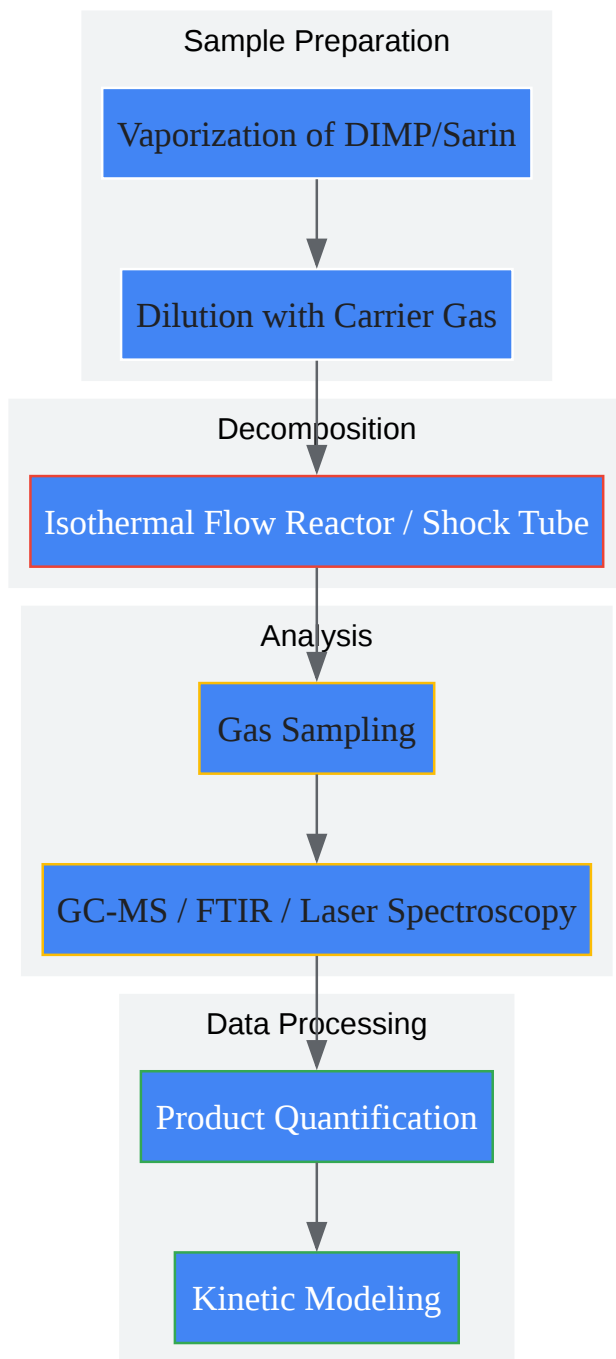 Sample Preparation
Vaporization of DIMP/Sarin
Dilution with Carrier Gas
Decomposition
Isothermal Flow Reactor / Shock Tube
Analysis
Gas Sampling
GC-MS / FTIR / Laser Spectroscopy
Data Processing
Product Quantification
Kinetic Modeling